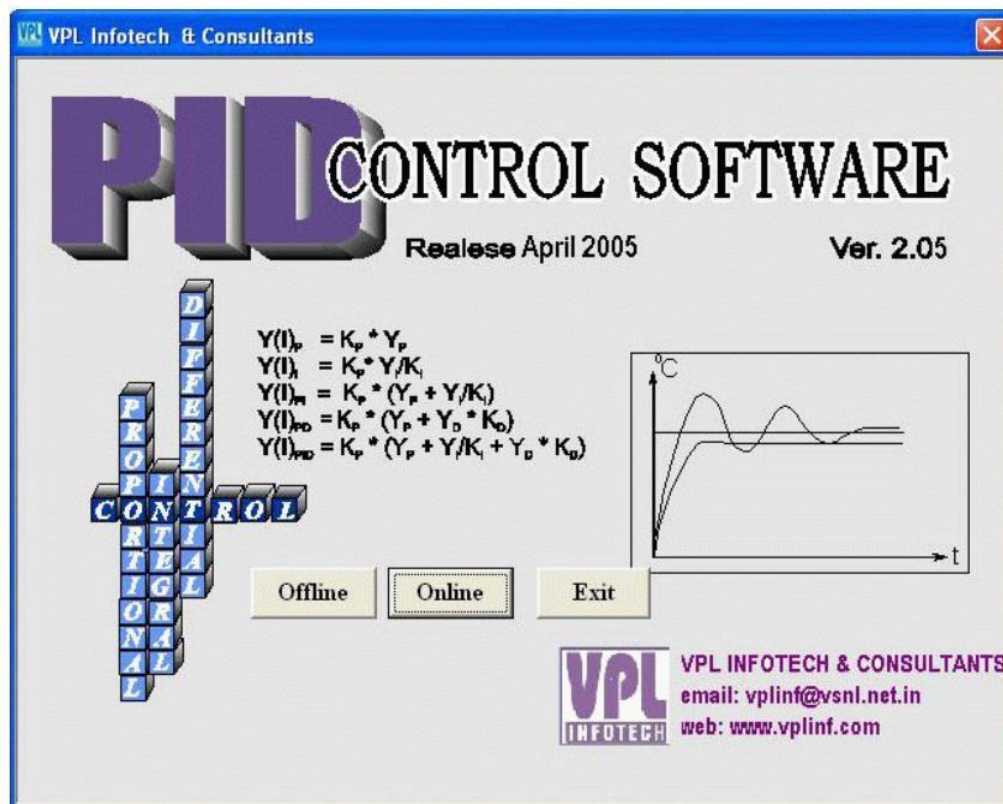 VPL VPL Infotech & Consultants
PID CONTROL SOFTWARE
Realese April 2005 Ver. 2.05
DIFFERENTIAL
PROPORTIONAL
INTEGRAL
CONTROL
Y(I)P = KP * YP
Y(I)I = KP * YI/KI
Y(I)PI = KP * (YP + YI/KI)
Y(I)PD = KP * (YP + YD * KD)
Y(I)PID = KP * (YP + YI/KI + YD * KD)
°C
t
Offline Online Exit
VPL INFOTECH
VPL INFOTECH & CONSULTANTS
email: vplinf@vsnl.net.in
web: www.vplinf.com